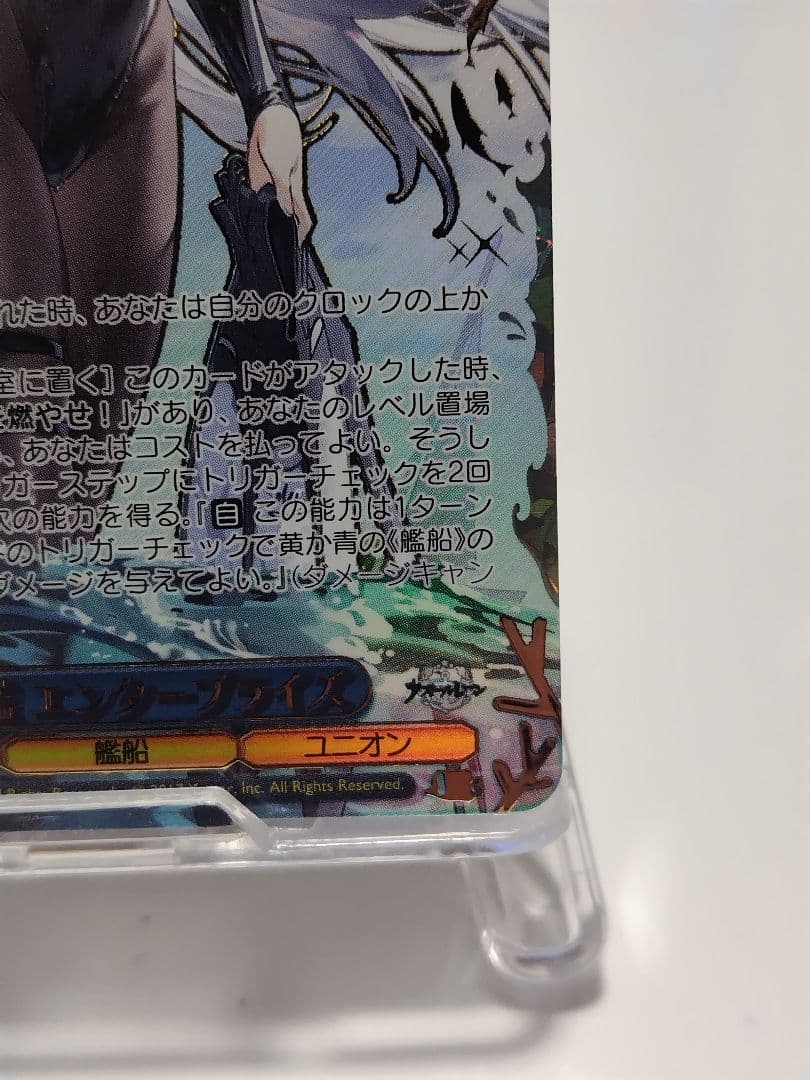 れた時、あなたは自分のクロックの上か
室に置く] このカードがアタックした時、
を燃やせ！」があり、あなたのレベル置場
、あなたはコストを払ってよい。そうし
ガーステップにトリガーチェックを2回
次の能力を得る。『自 この能力は1ターン
のトリガーチェックで黄か青の《艦船》の
ダメージを与えてよい。』(ダメージキャン
エンタープライズ
アズールレーン
艦船 ユニオン
Inc. All Rights Reserved.